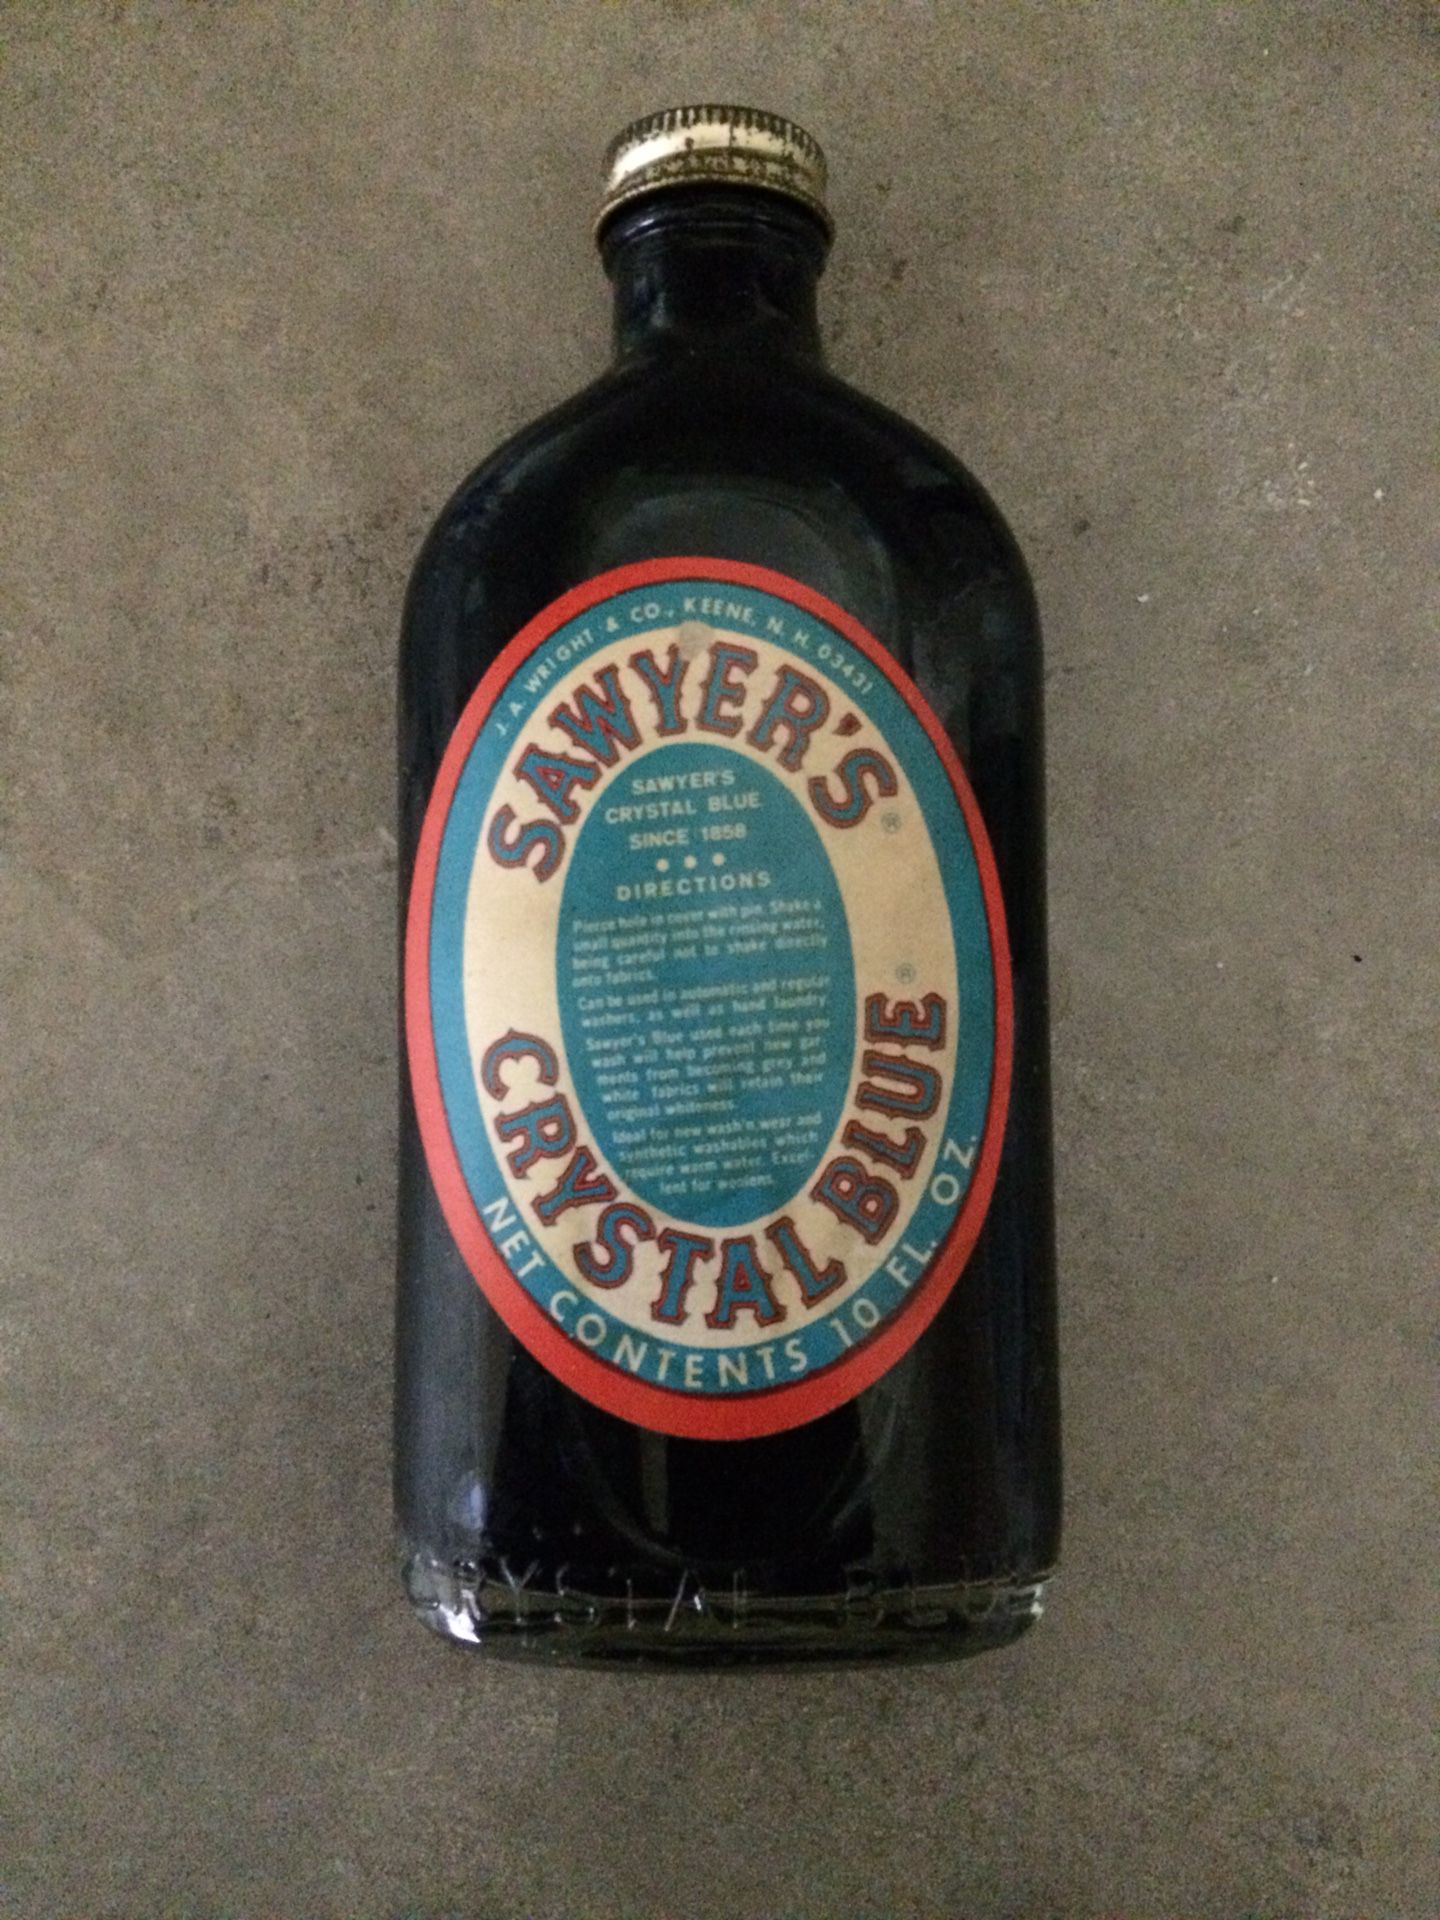 J. A. WRIGHT & CO., KEENE, N. H. 03431
SAWYER'S®
SAWYER'S
CRYSTAL BLUE
SINCE 1858
• • •
DIRECTIONS
Pierce hole in cover with pin. Shake a
small quantity into the rinsing water,
being careful not to shake directly
onto fabrics.
Can be used in automatic and regular
washers, as well as hand laundry.
Sawyer's Blue used each time you
wash will help prevent new gar-
ments from becoming grey and
white fabrics will retain their
original whiteness.
Ideal for new wash'n wear and
synthetic washables which
require warm water. Excel-
lent for woolens.
CRYSTAL BLUE®
NET CONTENTS 10 FL. OZ.
CRYSTAL BLUE